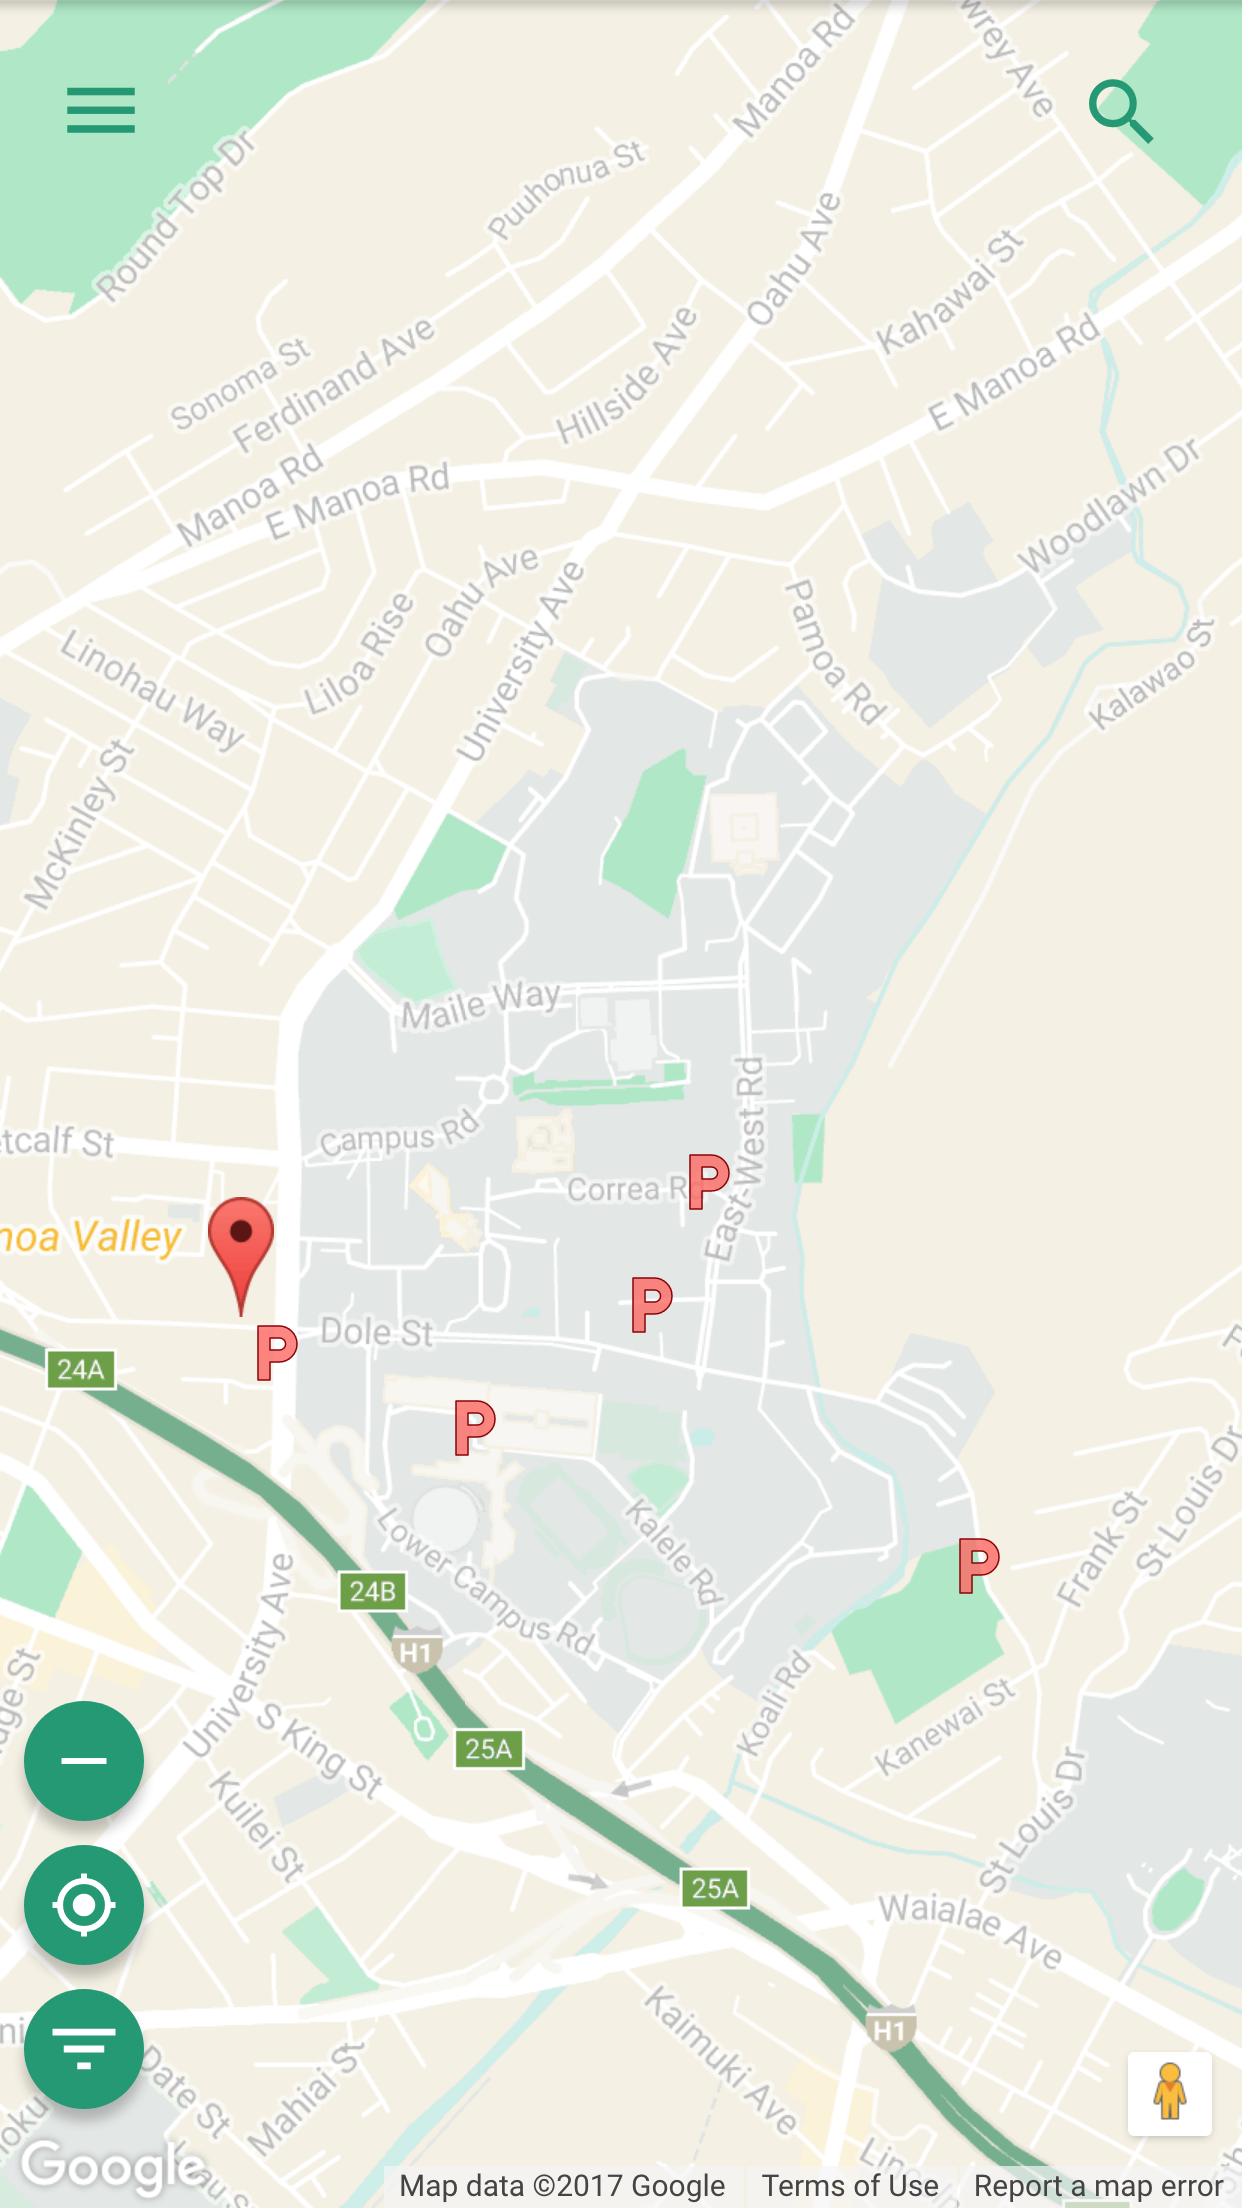 Manoa Rd
Puuhonua St
Round Top Dr
Oahu Ave
Kahawai St
E Manoa Rd
Sonoma St
Ferdinand Ave
Hillside Ave
Manoa Rd
E Manoa Rd
Woodlawn Dr
Oahu Ave
University Ave
Liloa Rise
Linohau Way
Pamoa Rd
Kalawao St
McKinley St
Maile Way
Campus Rd
East-West Rd
Correa Rd
etcalf St
noa Valley
P
P
P
P
P
Dole St
24A
Lower Campus Rd
Kalele Rd
Frank St
St Louis Dr
24B
H1
University Ave
25A
S King St
Koali Rd
Kanewai St
Kuilei St
St Louis Dr
25A
Waialae Ave
H1
Kaimuki Ave
Date St
Mahiai St
Google
Map data ©2017 Google
Terms of Use
Report a map error